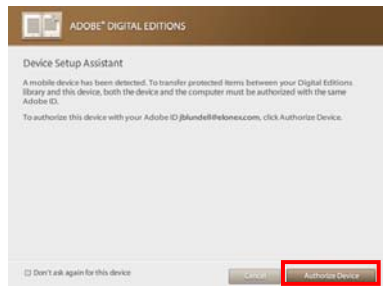 ADOBE® DIGITAL EDITIONS
Device Setup Assistant
A mobile device has been detected. To transfer protected items between your Digital Editions
library and this device, both the device and the computer must be authorized with the same
Adobe ID.
To authorize this device with your Adobe ID jblundell@elonex.com, click Authorize Device.
Don't ask again for this device
Cancel
Authorize Device